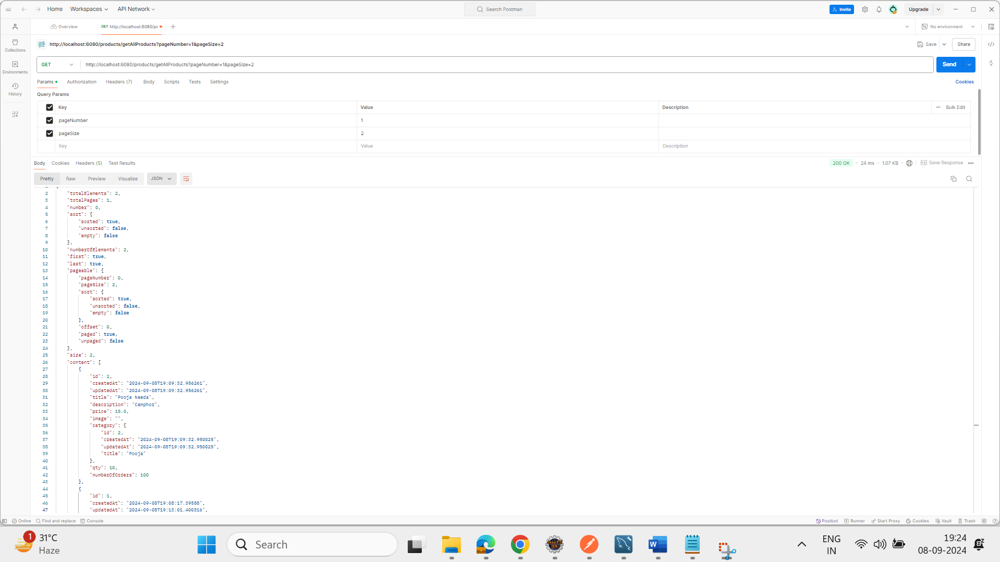 Home Workspaces API Network Search Postman Invite Upgrade
Overview GET http://localhost:6080/pr No environment
HTTP http://localhost:6080/products/getAllProducts?pageNumber=1&pageSize=2 Save Share
Collections
GET http://localhost:6080/products/getAllProducts?pageNumber=1&pageSize=2 Send
Environments
Params Authorization Headers (7) Body Scripts Tests Settings Cookies
History
Query Params
Key Value Description Bulk Edit
pageNumber 1
pageSize 2
Key Value Description
Body Cookies Headers (5) Test Results 200 OK 24 ms 1.07 KB Save Response
Pretty Raw Preview Visualize JSON
2 "totalElements": 2,
3 "totalPages": 1,
4 "number": 0,
5 "sort": {
6 "sorted": true,
7 "unsorted": false,
8 "empty": false
9 },
10 "numberOfElements": 2,
11 "first": true,
12 "last": true,
13 "pageable": {
14 "pageNumber": 0,
15 "pageSize": 2,
16 "sort": {
17 "sorted": true,
18 "unsorted": false,
19 "empty": false
20 },
21 "offset": 0,
22 "paged": true,
23 "unpaged": false
24 },
25 "size": 2,
26 "content": [
27 {
28 "id": 2,
29 "createdAt": "2024-09-08T19:09:32.956261",
30 "updatedAt": "2024-09-08T19:09:32.956261",
31 "title": "Pooja Needs",
32 "description": "Camphor",
33 "price": 15.0,
34 "image": "",
35 "category": {
36 "id": 2,
37 "createdAt": "2024-09-08T19:09:32.950025",
38 "updatedAt": "2024-09-08T19:09:32.950025",
39 "title": "Pooja"
40 },
41 "qty": 10,
42 "numberOfOrders": 100
43 },
44 {
45 "id": 1,
46 "createdAt": "2024-09-08T19:08:17.39558",
47 "updatedAt": "2024-09-08T19:13:01.400316",
Online Find and replace Console Postbot Runner Start Proxy Cookies Vault Trash
1 31°C
Haze
Search
ENG
IN
19:24
08-09-2024